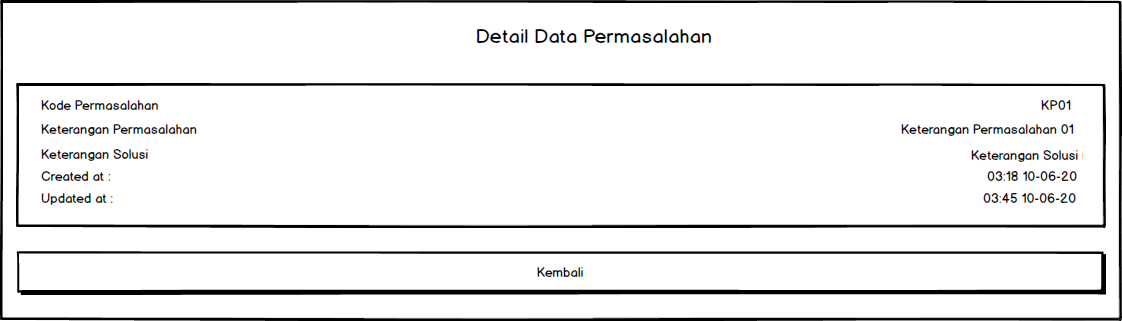 Detail Data Permasalahan
Kode Permasalahan KP01
Keterangan Permasalahan Keterangan Permasalahan 01
Keterangan Solusi Keterangan Solusi
Created at : 03:18 10-06-20
Updated at : 03:45 10-06-20
Kembali